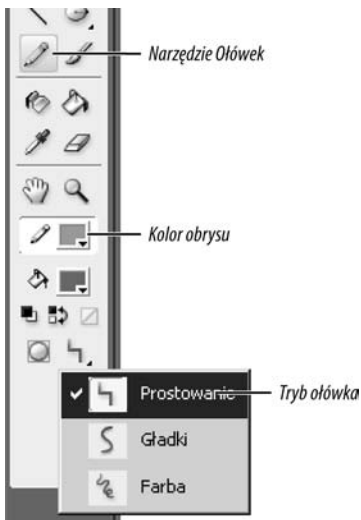 Narzędzie Ołówek
Kolor obrysu
Prostowanie
Tryb ołówka
Gładki
Farba